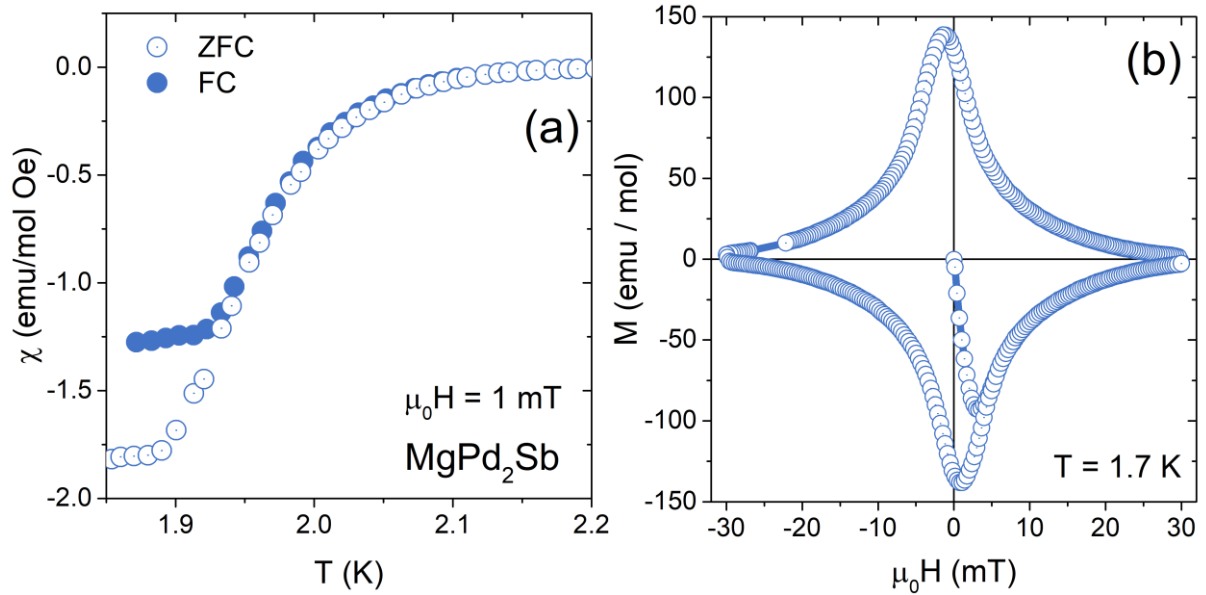 ZFC
FC
(a)
0.0
-0.5
-1.0
-1.5
-2.0
χ (emu/mol Oe)
μ₀H = 1 mT
MgPd₂Sb
1.9
2.0
2.1
2.2
T (K)
(b)
150
100
50
0
-50
-100
-150
M (emu / mol)
T = 1.7 K
-30
-20
-10
0
10
20
30
μ₀H (mT)